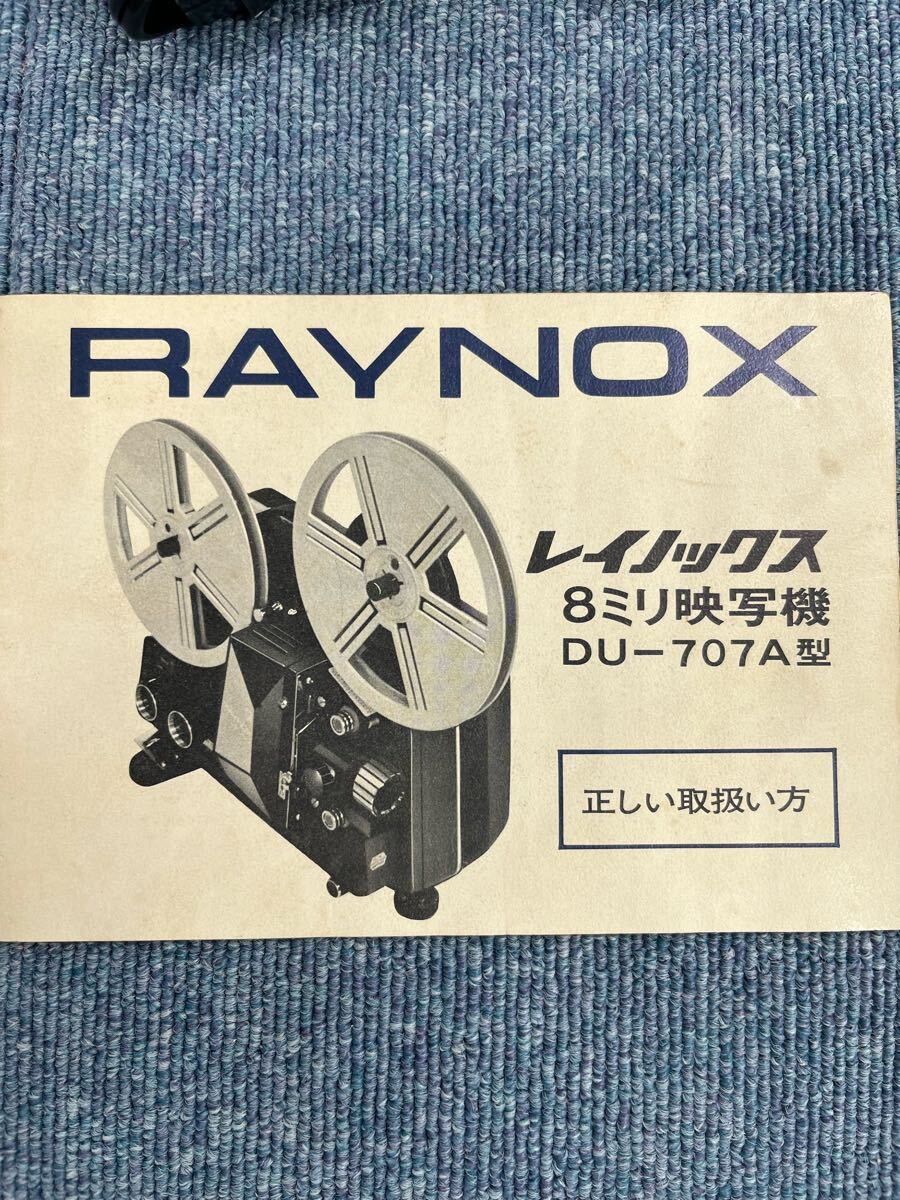 RAYNOX
レイノックス
8ミリ映写機
DU-707A型
正しい取扱い方